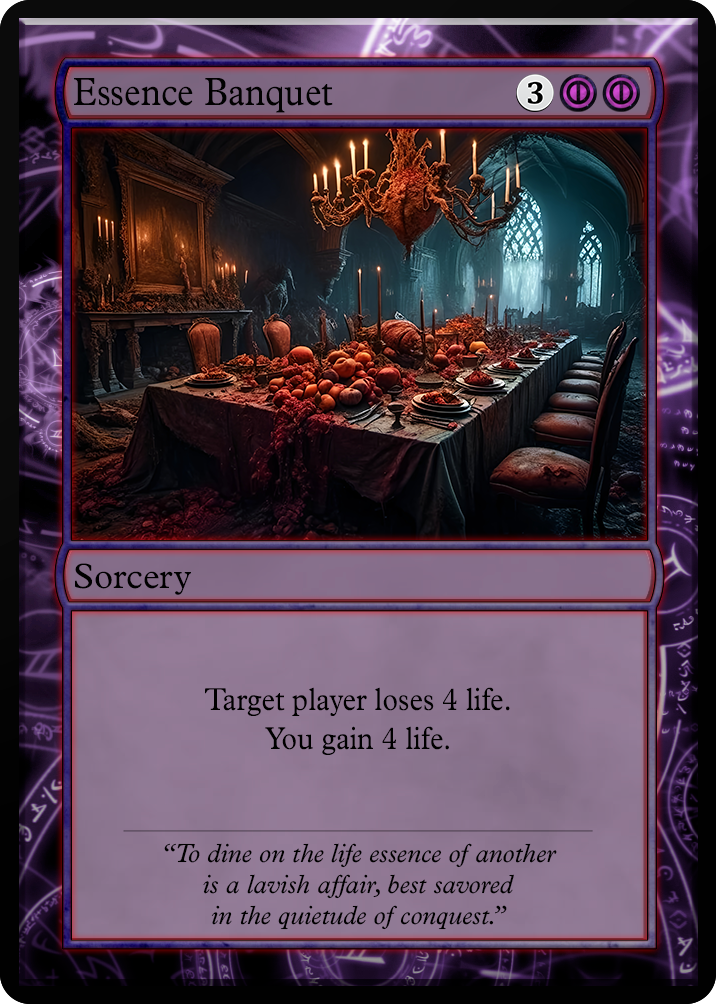 Essence Banquet 3
Sorcery
Target player loses 4 life.
You gain 4 life.
“To dine on the life essence of another
is a lavish affair, best savored
in the quietude of conquest.”